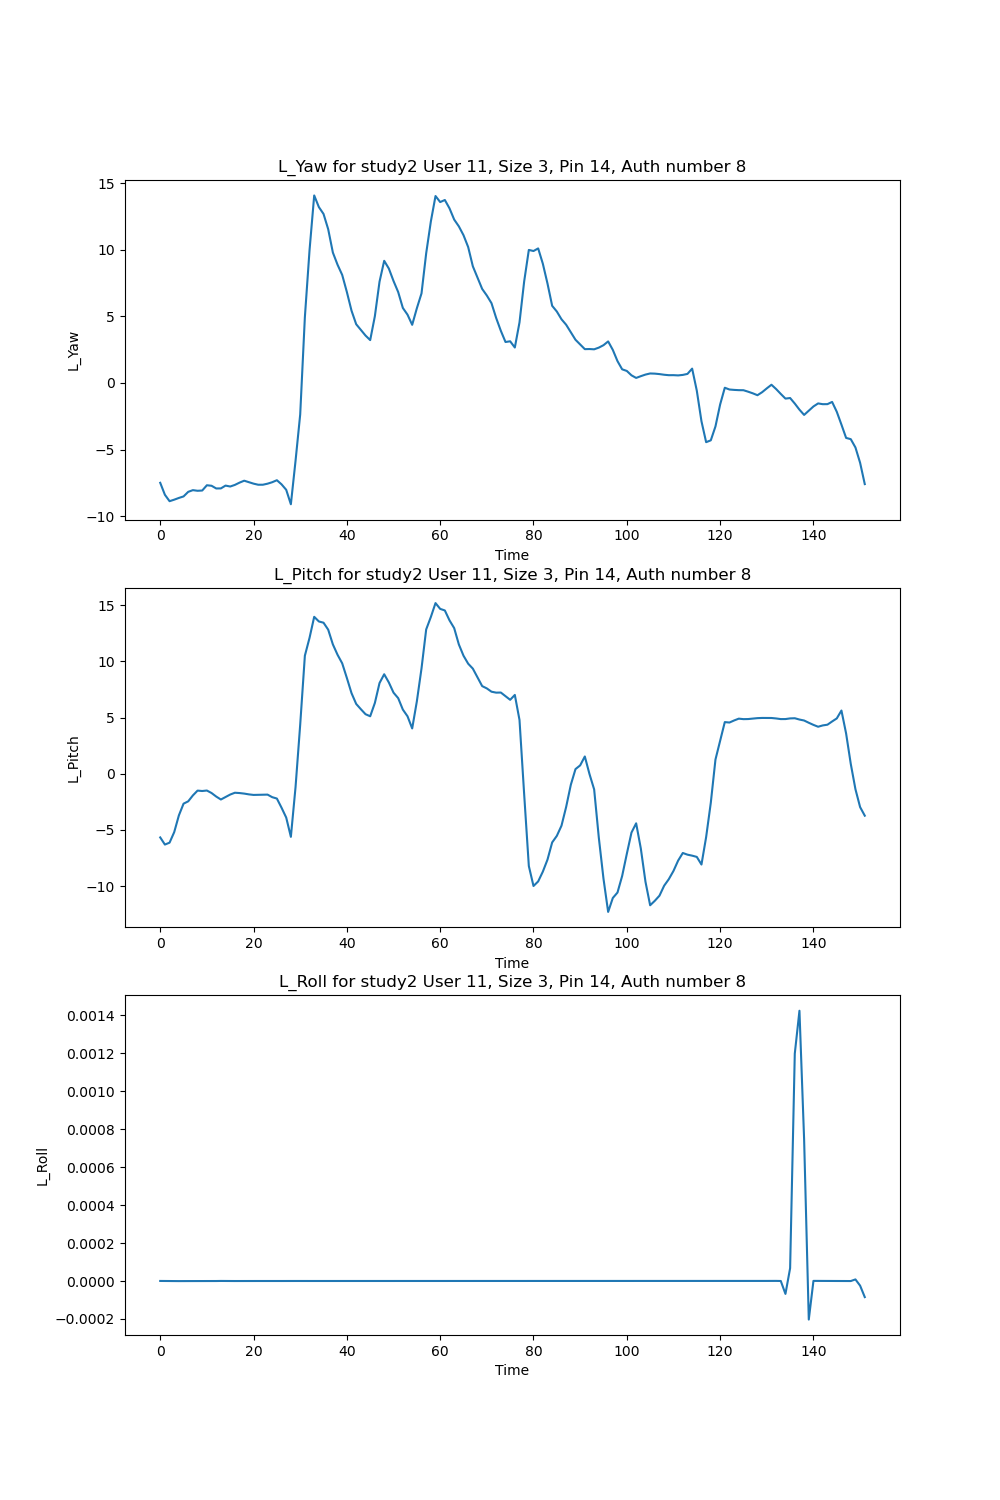 L_Yaw for study2 User 11, Size 3, Pin 14, Auth number 8
15
10
5
0
−5
−10
L_Yaw
0 20 40 60 80 100 120 140
Time
L_Pitch for study2 User 11, Size 3, Pin 14, Auth number 8
15
10
5
0
−5
−10
L_Pitch
0 20 40 60 80 100 120 140
Time
L_Roll for study2 User 11, Size 3, Pin 14, Auth number 8
0.0014
0.0012
0.0010
0.0008
0.0006
0.0004
0.0002
0.0000
−0.0002
L_Roll
0 20 40 60 80 100 120 140
Time